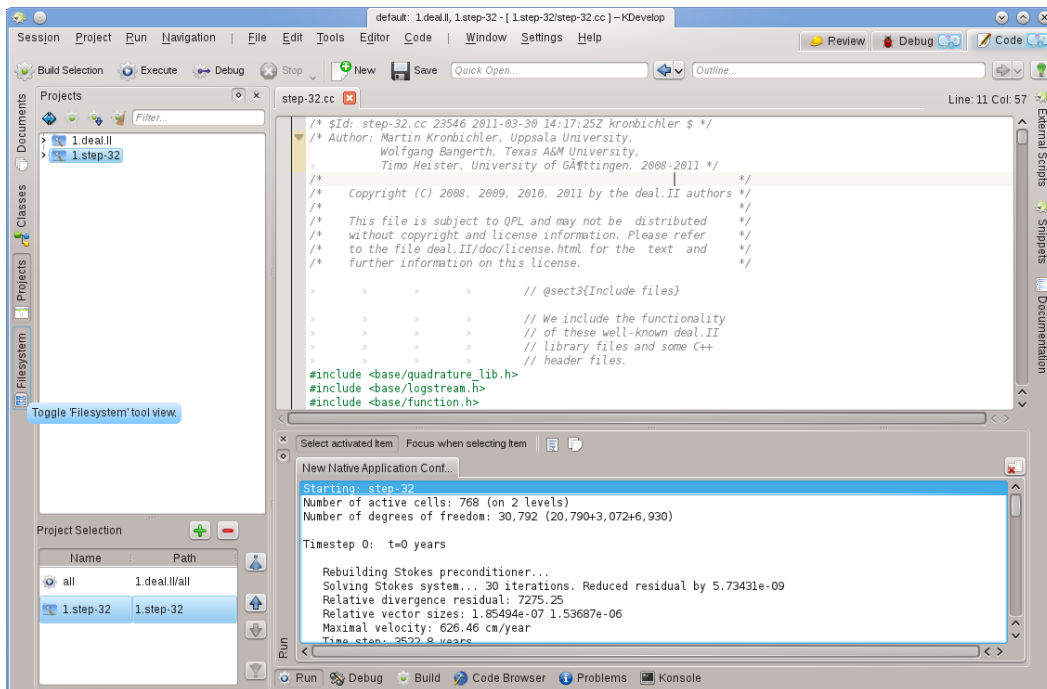 default: 1.deal.II, 1.step-32 - [ 1.step-32/step-32.cc ] – KDevelop
Session Project Run Navigation | File Edit Tools Editor Code | Window Settings Help
Review Debug Code
Build Selection Execute Debug Stop New Save Quick Open... Outline...
Documents
Classes
Projects
Filesystem
Projects
Filter...
1.deal.II
1.step-32
Toggle 'Filesystem' tool view.
Project Selection
Name Path
all 1.deal.II/all
1.step-32 1.step-32
step-32.cc
Line: 11 Col: 57
/* $Id: step-32.cc 23546 2011-03-30 14:17:25Z kronbichler $ */
/* Author: Martin Kronbichler, Uppsala University,
Wolfgang Bangerth, Texas A&M University,
Timo Heister, University of GÃ¶ttingen, 2008-2011 */
/* */
/* Copyright (C) 2008, 2009, 2010, 2011 by the deal.II authors */
/* */
/* This file is subject to QPL and may not be distributed */
/* without copyright and license information. Please refer */
/* to the file deal.II/doc/license.html for the text and */
/* further information on this license. */
// @sect3{Include files}
// We include the functionality
// of these well-known deal.II
// library files and some C++
// header files.
#include <base/quadrature_lib.h>
#include <base/logstream.h>
#include <base/function.h>
External Scripts
Snippets
Documentation
Select activated Item Focus when selecting Item
New Native Application Conf...
Starting: step-32
Number of active cells: 768 (on 2 levels)
Number of degrees of freedom: 30,792 (20,790+3,072+6,930)
Timestep 0: t=0 years
Rebuilding Stokes preconditioner...
Solving Stokes system... 30 iterations. Reduced residual by 5.73431e-09
Relative divergence residual: 7275.25
Relative vector sizes: 1.85494e-07 1.53687e-06
Maximal velocity: 626.46 cm/year
Time step: 3522.8 years
Run
Run Debug Build Code Browser Problems Konsole